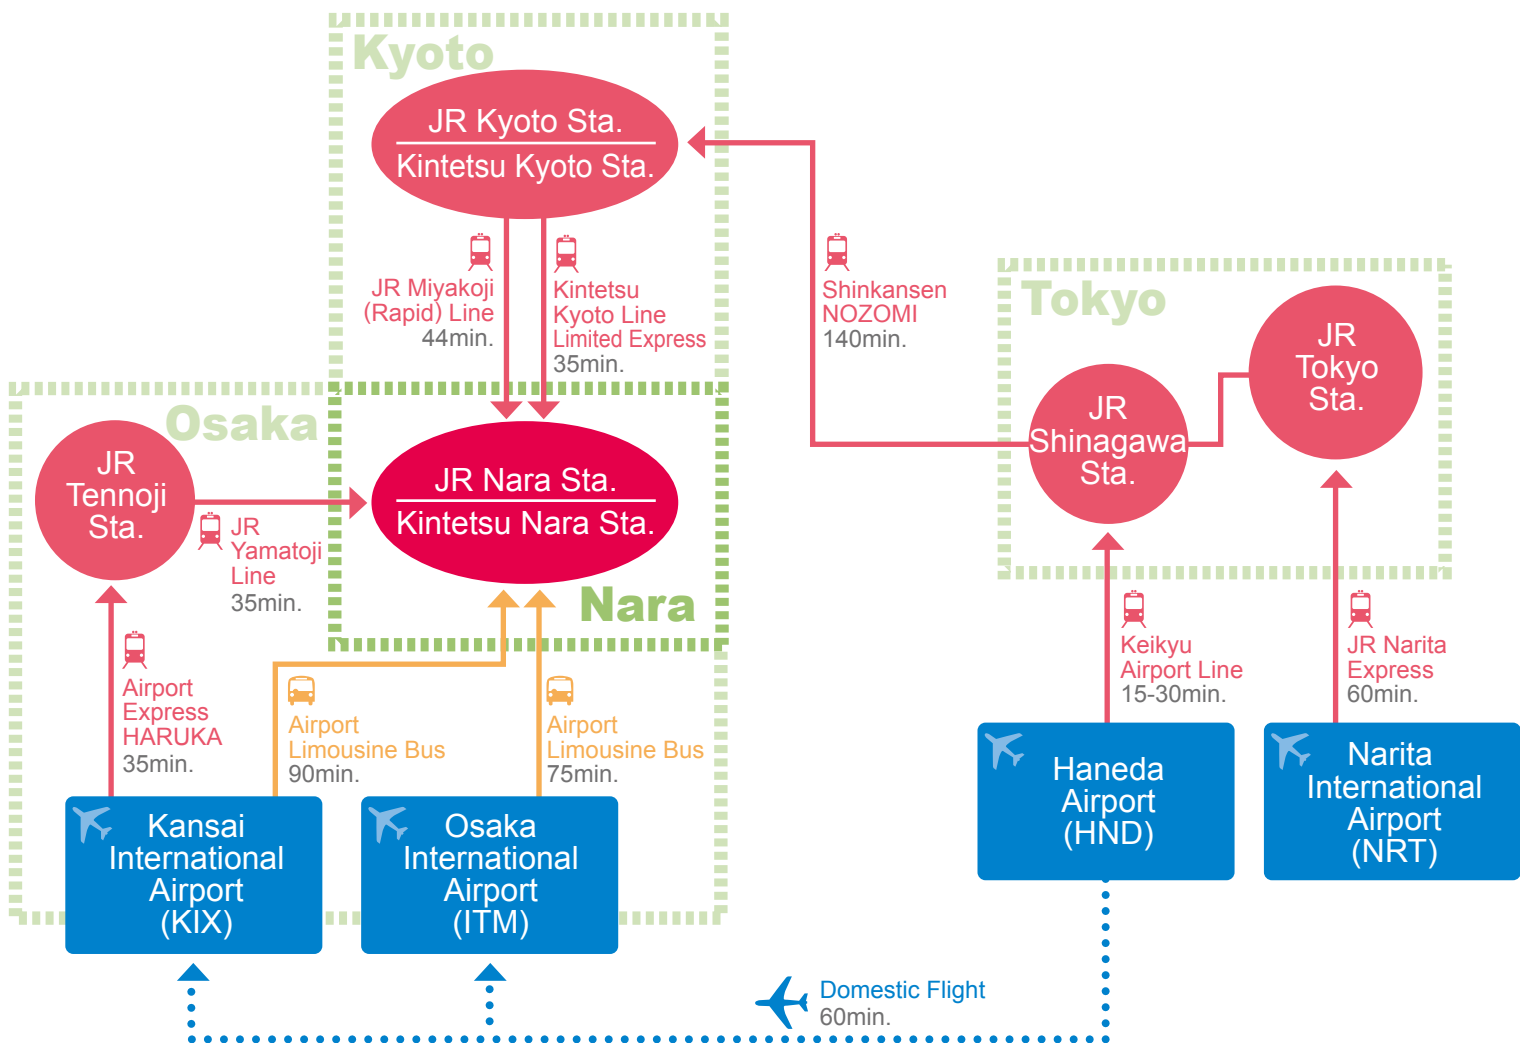 Kyoto
JR Kyoto Sta.
Kintetsu Kyoto Sta.
JR Miyakoji
(Rapid) Line
44min.
Kintetsu
Kyoto Line
Limited Express
35min.
Shinkansen
NOZOMI
140min.
Tokyo
JR
Tokyo
Sta.
JR
Shinagawa
Sta.
Osaka
JR
Tennoji
Sta.
JR
Yamatoji
Line
35min.
JR Nara Sta.
Kintetsu Nara Sta.
Nara
Airport
Express
HARUKA
35min.
Airport
Limousine Bus
90min.
Airport
Limousine Bus
75min.
Keikyu
Airport Line
15-30min.
JR Narita
Express
60min.
Kansai
International
Airport
(KIX)
Osaka
International
Airport
(ITM)
Haneda
Airport
(HND)
Narita
International
Airport
(NRT)
Domestic Flight
60min.